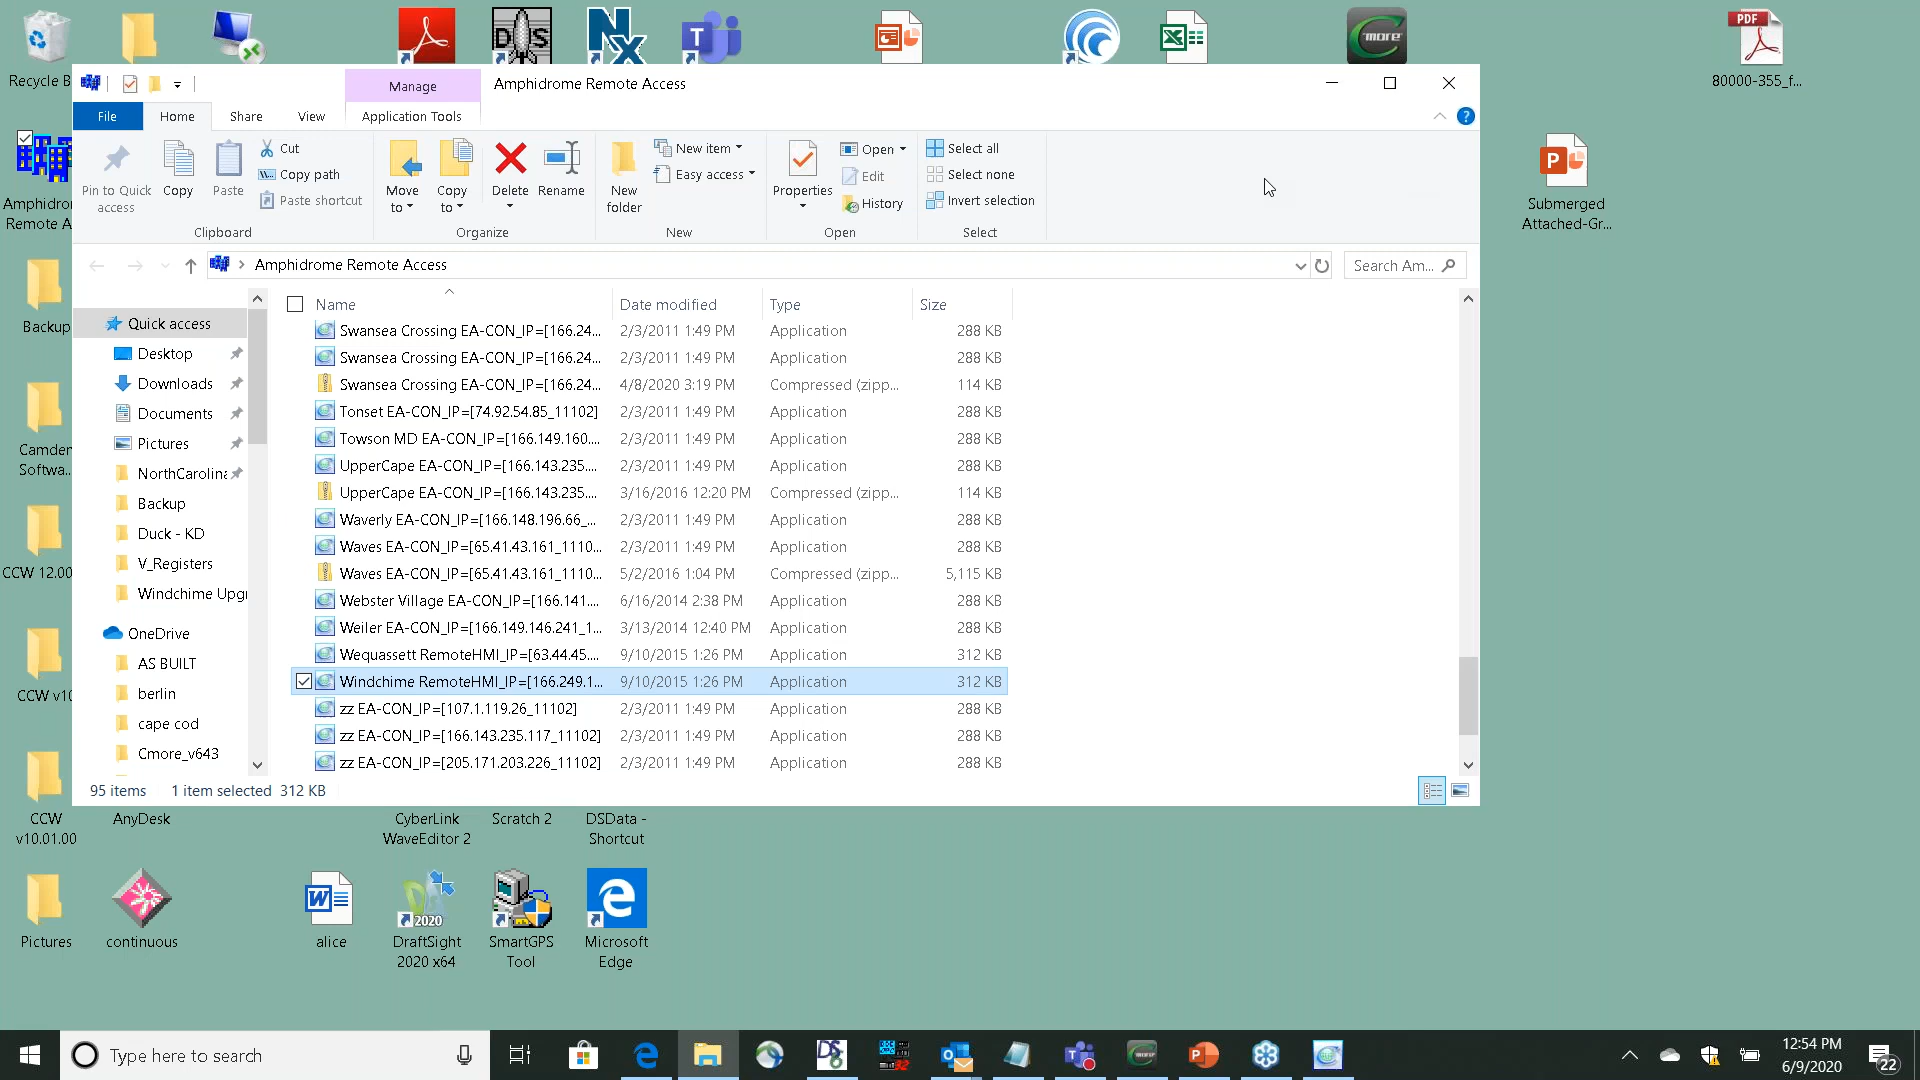 Recycle B
80000-355_f...
Manage
Amphidrome Remote Access
File
Home
Share
View
Application Tools
Pin to Quick
access
Copy
Paste
Cut
Copy path
Paste shortcut
Clipboard
Move
to
Copy
to
Delete
Rename
Organize
New
folder
New item
Easy access
New
Properties
Open
Edit
History
Open
Select all
Select none
Invert selection
Select
Amphidro
Remote A
Submerged
Attached-Gr...
Amphidrome Remote Access
Search Am...
Name
Date modified
Type
Size
Quick access
Desktop
Downloads
Documents
Pictures
NorthCarolina
Backup
Duck - KD
V_Registers
Windchime Upgr
OneDrive
AS BUILT
berlin
cape cod
Cmore_v643
Swansea Crossing EA-CON_IP=[166.24... 2/3/2011 1:49 PM Application 288 KB
Swansea Crossing EA-CON_IP=[166.24... 2/3/2011 1:49 PM Application 288 KB
Swansea Crossing EA-CON_IP=[166.24... 4/8/2020 3:19 PM Compressed (zipp... 114 KB
Tonset EA-CON_IP=[74.92.54.85_11102] 2/3/2011 1:49 PM Application 288 KB
Towson MD EA-CON_IP=[166.149.160.... 2/3/2011 1:49 PM Application 288 KB
UpperCape EA-CON_IP=[166.143.235.... 2/3/2011 1:49 PM Application 288 KB
UpperCape EA-CON_IP=[166.143.235.... 3/16/2016 12:20 PM Compressed (zipp... 114 KB
Waverly EA-CON_IP=[166.148.196.66_... 2/3/2011 1:49 PM Application 288 KB
Waves EA-CON_IP=[65.41.43.161_1110... 2/3/2011 1:49 PM Application 288 KB
Waves EA-CON_IP=[65.41.43.161_1110... 5/2/2016 1:04 PM Compressed (zipp... 5,115 KB
Webster Village EA-CON_IP=[166.141.... 6/16/2014 2:38 PM Application 288 KB
Weiler EA-CON_IP=[166.149.146.241_1... 3/13/2014 12:40 PM Application 288 KB
Wequassett RemoteHMI_IP=[63.44.45.... 9/10/2015 1:26 PM Application 312 KB
Windchime RemoteHMI_IP=[166.249.1... 9/10/2015 1:26 PM Application 312 KB
zz EA-CON_IP=[107.1.119.26_11102] 2/3/2011 1:49 PM Application 288 KB
zz EA-CON_IP=[166.143.235.117_11102] 2/3/2011 1:49 PM Application 288 KB
zz EA-CON_IP=[205.171.203.226_11102] 2/3/2011 1:49 PM Application 288 KB
95 items 1 item selected 312 KB
Backup
Camden
Softwa...
CCW 12.00
CCW v10
CCW
v10.01.00
AnyDesk
CyberLink
WaveEditor 2
Scratch 2
DSData -
Shortcut
Pictures
continuous
alice
DraftSight
2020 x64
SmartGPS
Tool
Microsoft
Edge
Type here to search
12:54 PM
6/9/2020
22